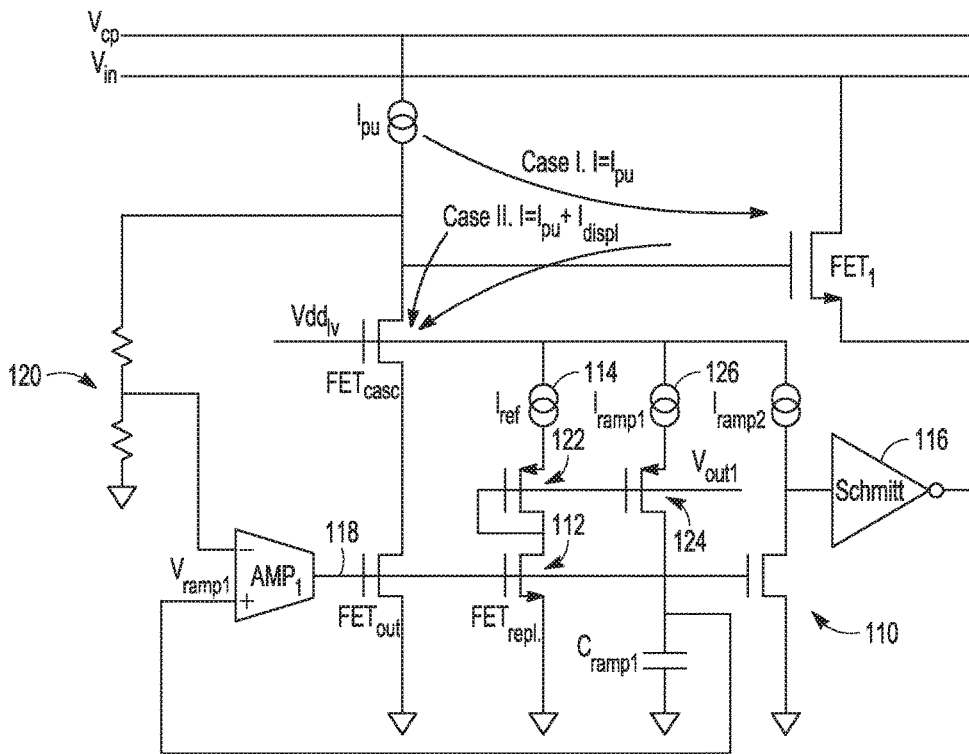 Vcp
Vin
Ipu
Case I. I=Ipu
Case II. I=Ipu + Idispl
FET1
Vddlv
120
FETcasc
114
126
Iref
Iramp1
Iramp2
122
116
Vout1
Schmitt
112
124
118
Vramp1
−
AMP1
+
FETout
FETrepl.
110
Cramp1